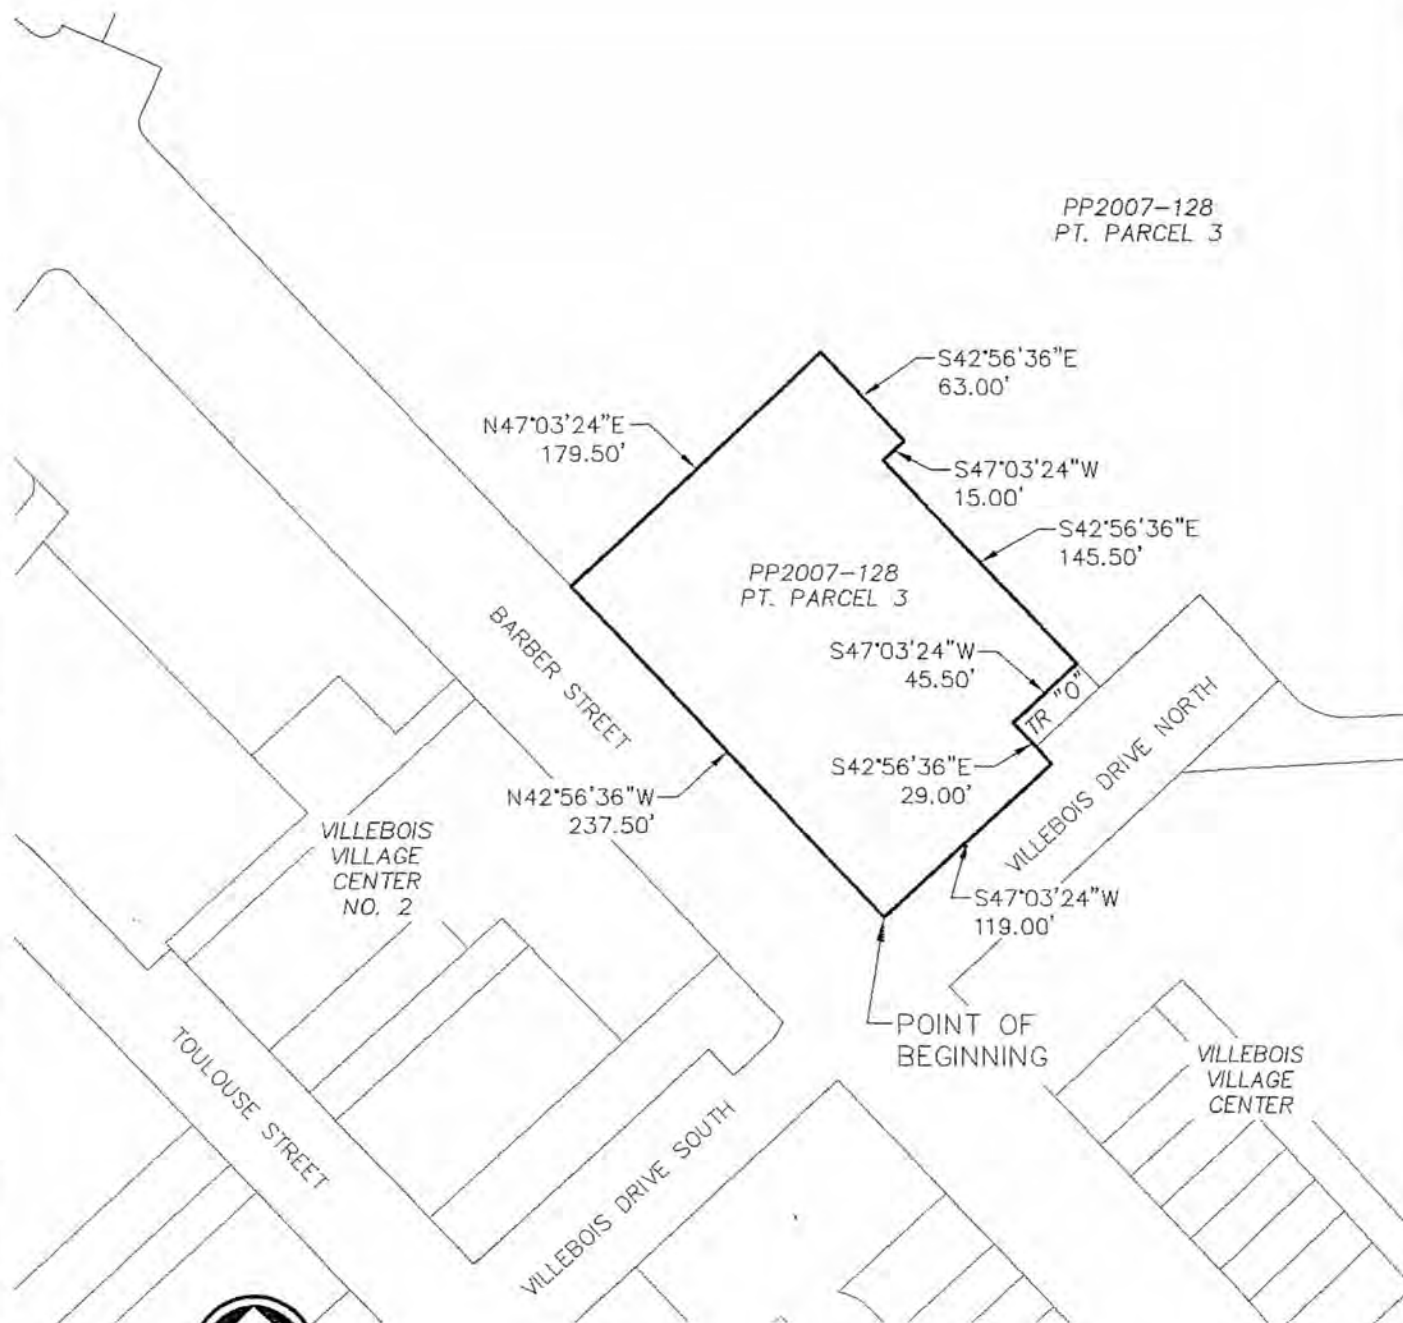 PP2007-128
PT. PARCEL 3
S42°56'36"E
63.00'
N47°03'24"E
179.50'
S47°03'24"W
15.00'
S42°56'36"E
145.50'
PP2007-128
PT. PARCEL 3
BARBER STREET
S47°03'24"W
45.50'
TR "O"
VILLEBOIS DRIVE NORTH
S42°56'36"E
29.00'
N42°56'36"W
237.50'
VILLEBOIS
VILLAGE
CENTER
NO. 2
S47°03'24"W
119.00'
POINT OF
BEGINNING
TOULOUSE STREET
VILLEBOIS DRIVE SOUTH
VILLEBOIS
VILLAGE
CENTER